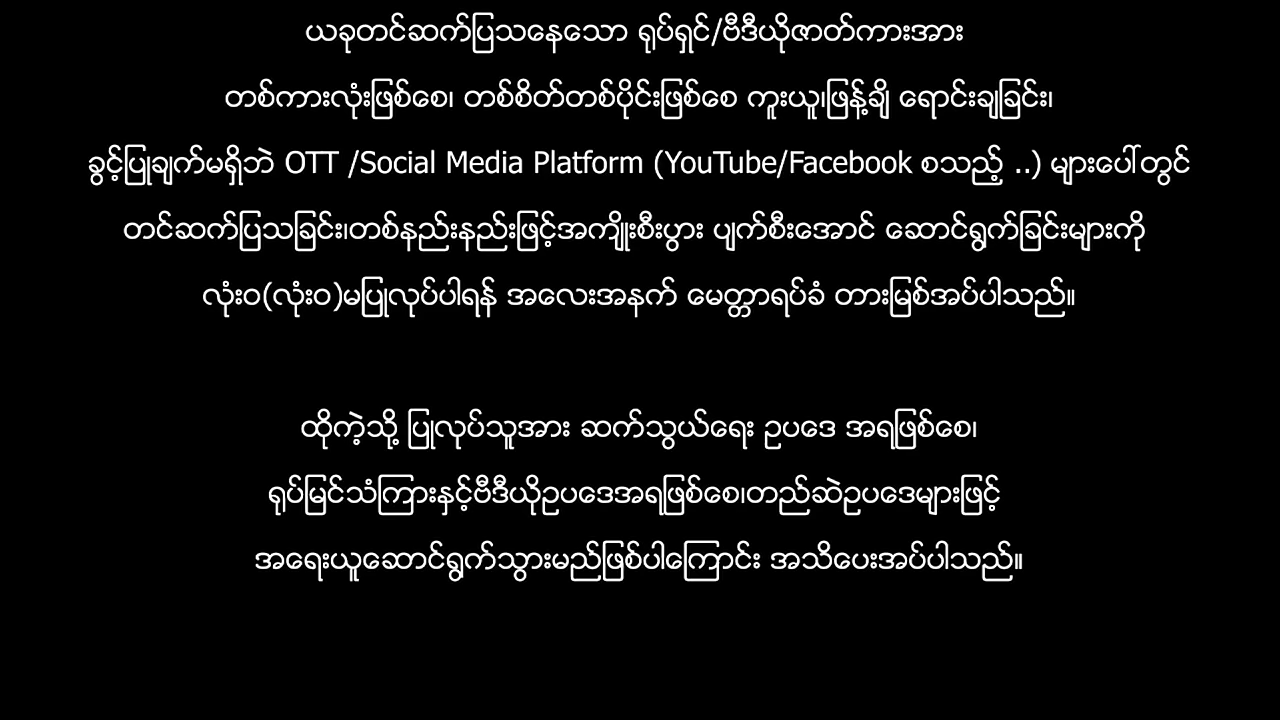 ယခုတင်ဆက်ပြသနေသော ရုပ်ရှင်/ဗီဒီယိုဇာတ်ကားအား
တစ်ကားလုံးဖြစ်စေ၊ တစ်စိတ်တစ်ပိုင်းဖြစ်စေ ကူးယူ၊ဖြန့်ချိ ရောင်းချခြင်း၊
ခွင့်ပြုချက်မရှိဘဲ OTT /Social Media Platform (YouTube/Facebook စသည့် ..) များပေါ်တွင်
တင်ဆက်ပြသခြင်း၊တစ်နည်းနည်းဖြင့်အကျိုးစီးပွား ပျက်စီးအောင် ဆောင်ရွက်ခြင်းများကို
လုံးဝ(လုံးဝ)မပြုလုပ်ပါရန် အလေးအနက် မေတ္တာရပ်ခံ တားမြစ်အပ်ပါသည်။
ထိုကဲ့သို့ ပြုလုပ်သူအား ဆက်သွယ်ရေး ဥပဒေ အရဖြစ်စေ၊
ရုပ်မြင်သံကြားနှင့်ဗီဒီယိုဥပဒေအရဖြစ်စေ၊တည်ဆဲဥပဒေများဖြင့်
အရေးယူဆောင်ရွက်သွားမည်ဖြစ်ပါကြောင်း အသိပေးအပ်ပါသည်။